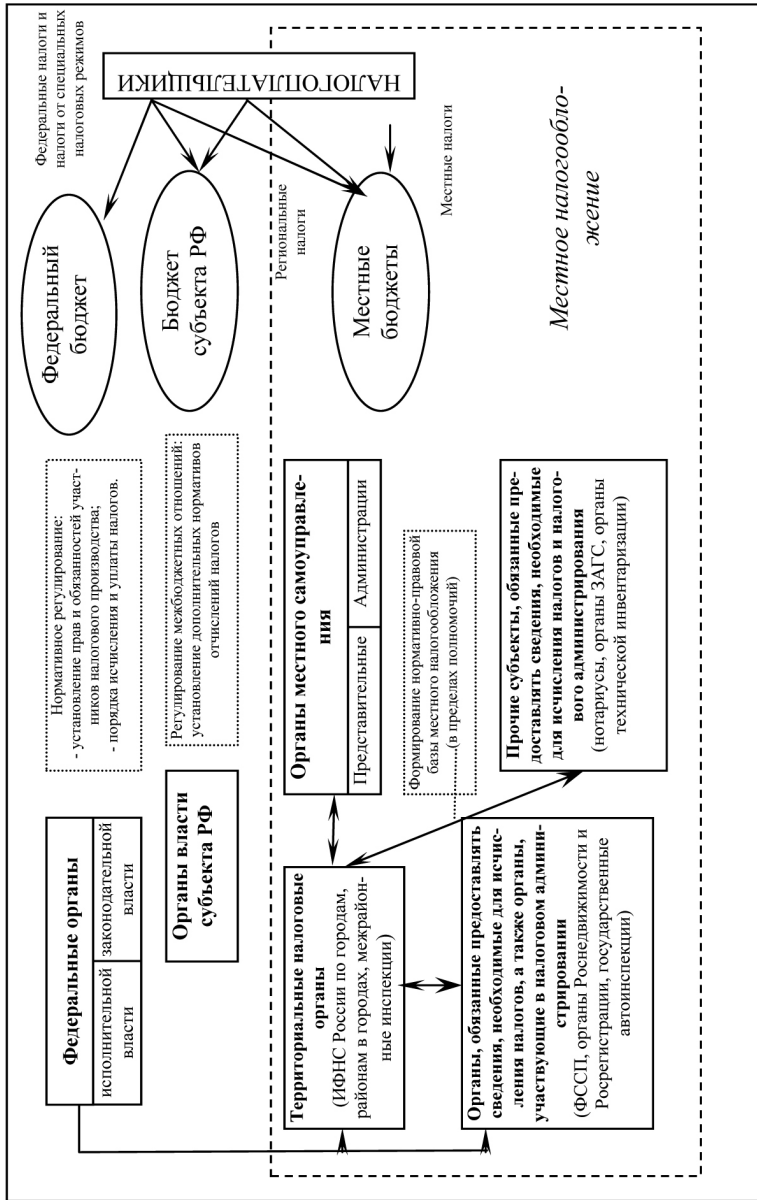 Федеральные органы
исполнительной власти
законодательной власти
Нормативное регулирование:
- установление прав и обязанностей участ-
ников налогового производства;
- порядка исчисления и уплаты налогов.
Федеральный
бюджет
Федеральные налоги и
налоги от специальных
налоговых режимов
Органы власти
субъекта РФ
Регулирование межбюджетных отношений:
установление дополнительных нормативов
отчислений налогов
Бюджет
субъекта РФ
НАЛОГОПЛАТЕЛЬЩИКИ
Региональные
налоги
Территориальные налоговые
органы
(ИФНС России по городам,
районам в городах, межрайон-
ные инспекции)
Органы местного самоуправле-
ния
Представительные
Администрации
Местные
бюджеты
Формирование нормативно-правовой
базы местного налогообложения
(в пределах полномочий)
Местные налоги
Органы, обязанные предоставлять
сведения, необходимые для исчис-
ления налогов, а также органы,
участвующие в налоговом админи-
стрировании
(ФССП, органы Роснедвижимости и
Росрегистрации, государственные
автоинспекции)
Прочие субъекты, обязанные пре-
доставлять сведения, необходимые
для исчисления налогов и налого-
вого администрирования
(нотариусы, органы ЗАГС, органы
технической инвентаризации)
Местное налогообло-
жение